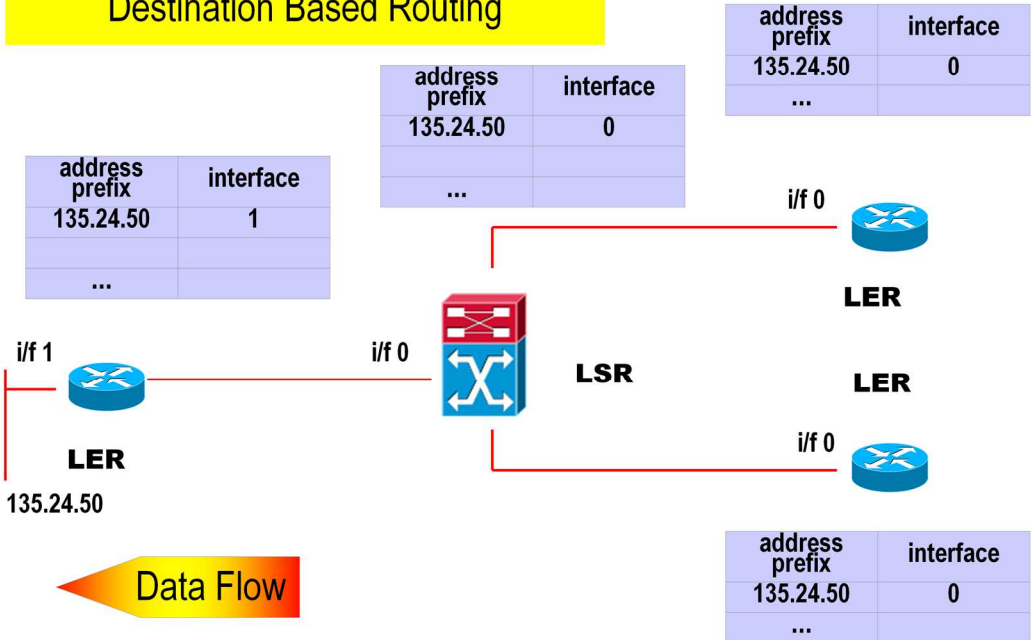 Destination Based Routing
address prefix interface
135.24.50 0
...
address prefix interface
135.24.50 0
...
address prefix interface
135.24.50 1
...
i/f 0
LER
i/f 1
i/f 0
LSR
LER
LER
i/f 0
135.24.50
Data Flow
address prefix interface
135.24.50 0
...